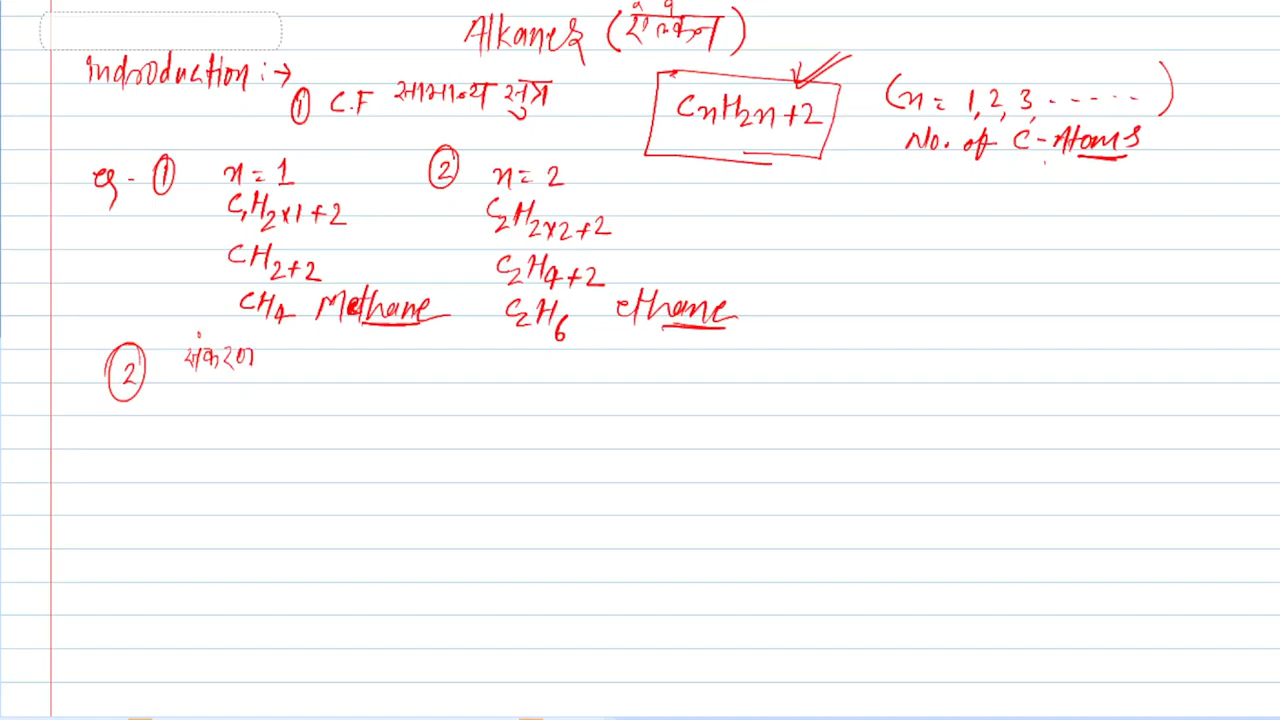 Alkanes (एल्केन)
Introduction :→
① C.F सामान्य सूत्र CnH2n+2 (n = 1, 2, 3, ------)
No. of C-Atoms
eg - ① n = 1 ② n = 2
C1H2×1+2 C2H2×2+2
CH2+2 C2H4+2
CH4 Methane C2H6 ethane
② संकरण